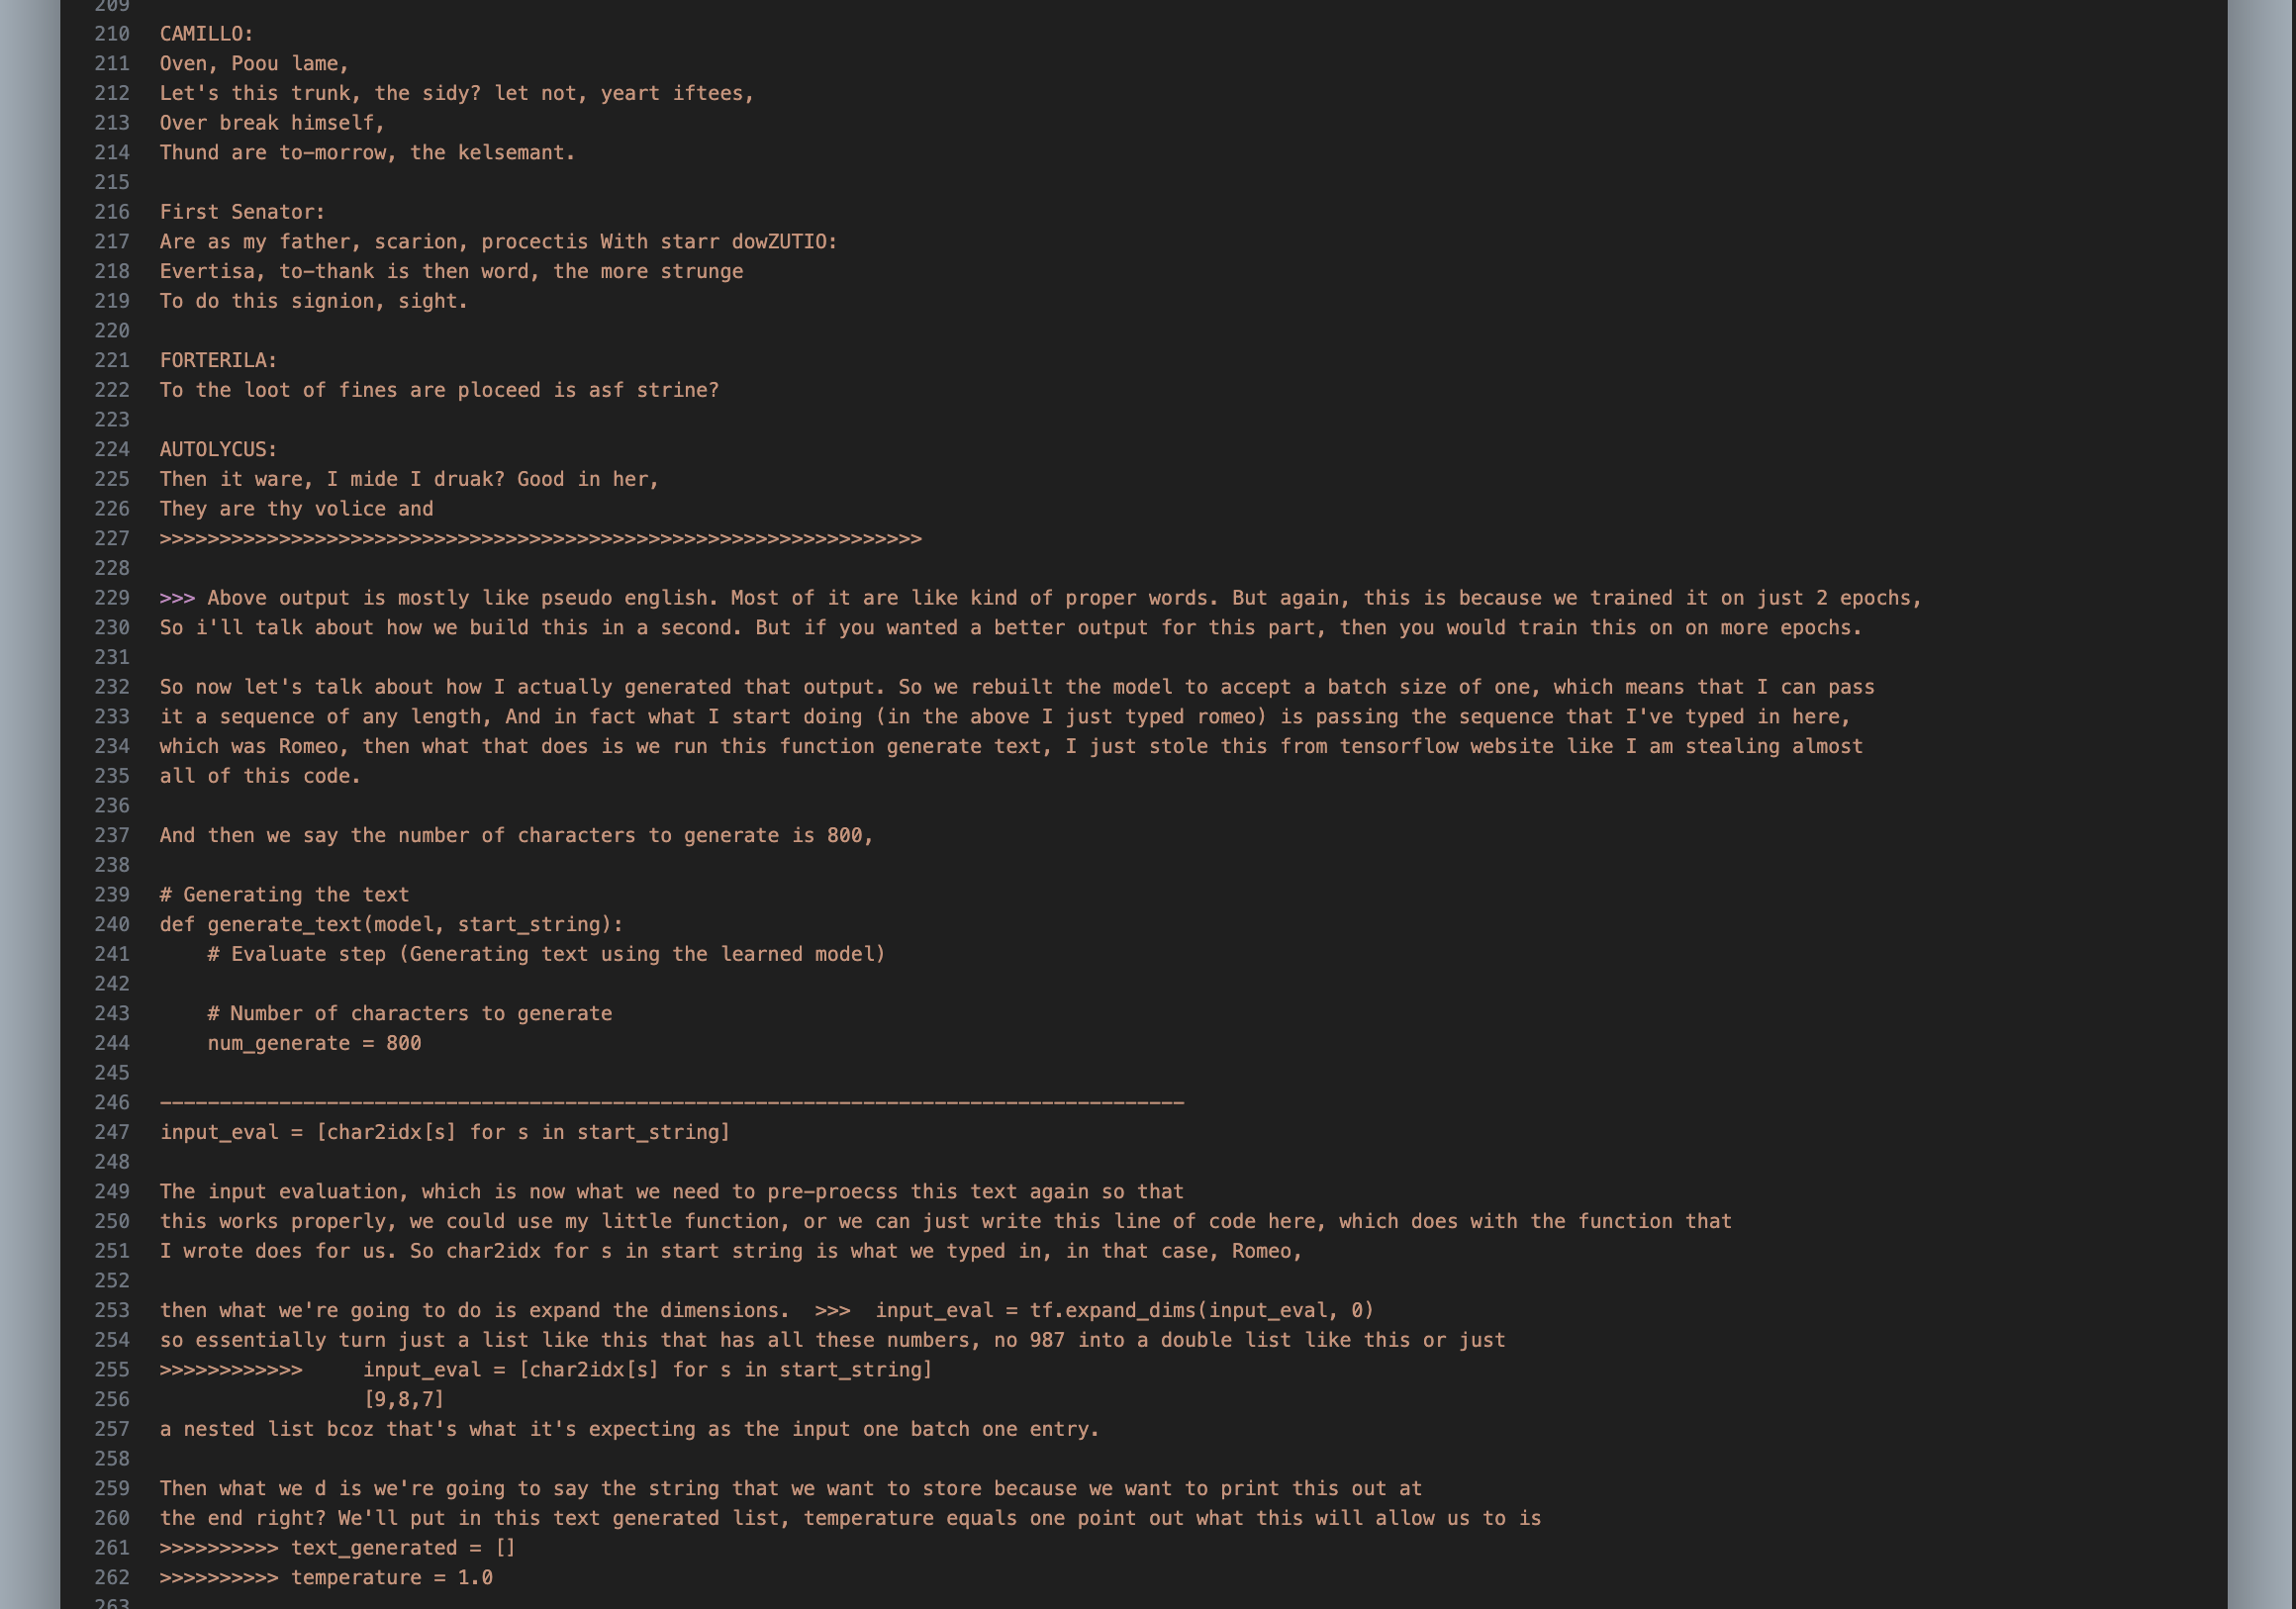 209
210 CAMILLO:
211 Oven, Poou lame,
212 Let's this trunk, the sidy? let not, yeart iftees,
213 Over break himself,
214 Thund are to-morrow, the kelsemant.
215
216 First Senator:
217 Are as my father, scarion, procectis With starr dowZUTIO:
218 Evertisa, to-thank is then word, the more strunge
219 To do this signion, sight.
220
221 FORTERILA:
222 To the loot of fines are ploceed is asf strine?
223
224 AUTOLYCUS:
225 Then it ware, I mide I druak? Good in her,
226 They are thy volice and
227 >>>>>>>>>>>>>>>>>>>>>>>>>>>>>>>>>>>>>>>>>>>>>>>>>>>>>>>>>>>>>>>>
228
229 >>> Above output is mostly like pseudo english. Most of it are like kind of proper words. But again, this is because we trained it on just 2 epochs,
230 So i'll talk about how we build this in a second. But if you wanted a better output for this part, then you would train this on on more epochs.
231
232 So now let's talk about how I actually generated that output. So we rebuilt the model to accept a batch size of one, which means that I can pass
233 it a sequence of any length, And in fact what I start doing (in the above I just typed romeo) is passing the sequence that I've typed in here,
234 which was Romeo, then what that does is we run this function generate text, I just stole this from tensorflow website like I am stealing almost
235 all of this code.
236
237 And then we say the number of characters to generate is 800,
238
239 # Generating the text
240 def generate_text(model, start_string):
241     # Evaluate step (Generating text using the learned model)
242
243     # Number of characters to generate
244     num_generate = 800
245
246 --------------------------------------------------------------------------------------
247 input_eval = [char2idx[s] for s in start_string]
248
249 The input evaluation, which is now what we need to pre-proecss this text again so that
250 this works properly, we could use my little function, or we can just write this line of code here, which does with the function that
251 I wrote does for us. So char2idx for s in start string is what we typed in, in that case, Romeo,
252
253 then what we're going to do is expand the dimensions.  >>>  input_eval = tf.expand_dims(input_eval, 0)
254 so essentially turn just a list like this that has all these numbers, no 987 into a double list like this or just
255 >>>>>>>>>>>>     input_eval = [char2idx[s] for s in start_string]
256                  [9,8,7]
257 a nested list bcoz that's what it's expecting as the input one batch one entry.
258
259 Then what we d is we're going to say the string that we want to store because we want to print this out at
260 the end right? We'll put in this text generated list, temperature equals one point out what this will allow us to is
261 >>>>>>>>>> text_generated = []
262 >>>>>>>>>> temperature = 1.0
263